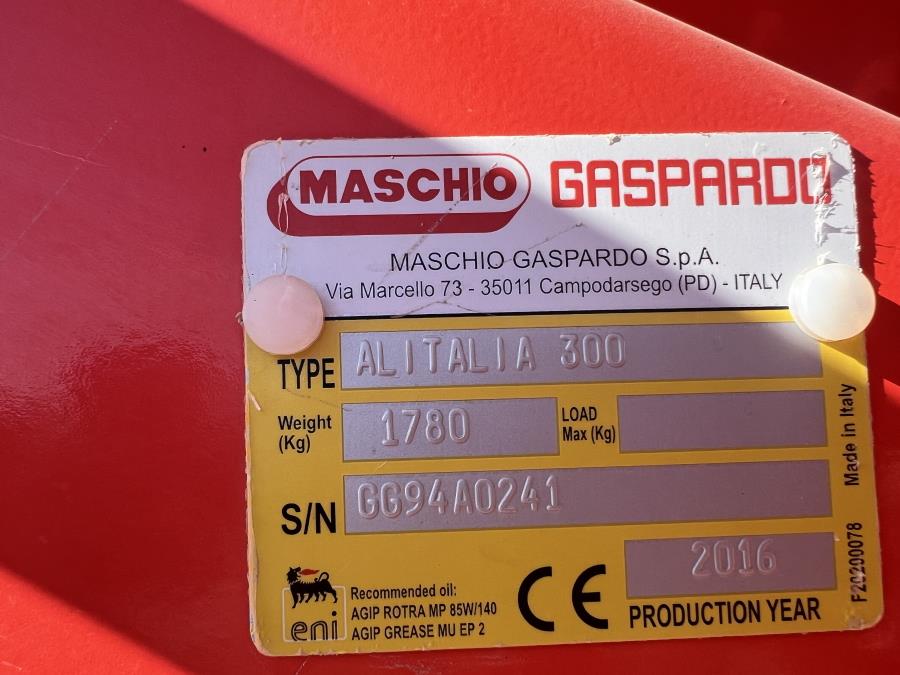 MASCHIO GASPARDO
MASCHIO GASPARDO S.p.A.
Via Marcello 73 - 35011 Campodarsego (PD) - ITALY
TYPE ALITALIA 300
Weight (Kg) 1780 LOAD Max (Kg)
S/N GG94A0241
2016
PRODUCTION YEAR
eni
Recommended oil:
AGIP ROTRA MP 85W/140
AGIP GREASE MU EP 2
CE
Made in Italy
F20200078